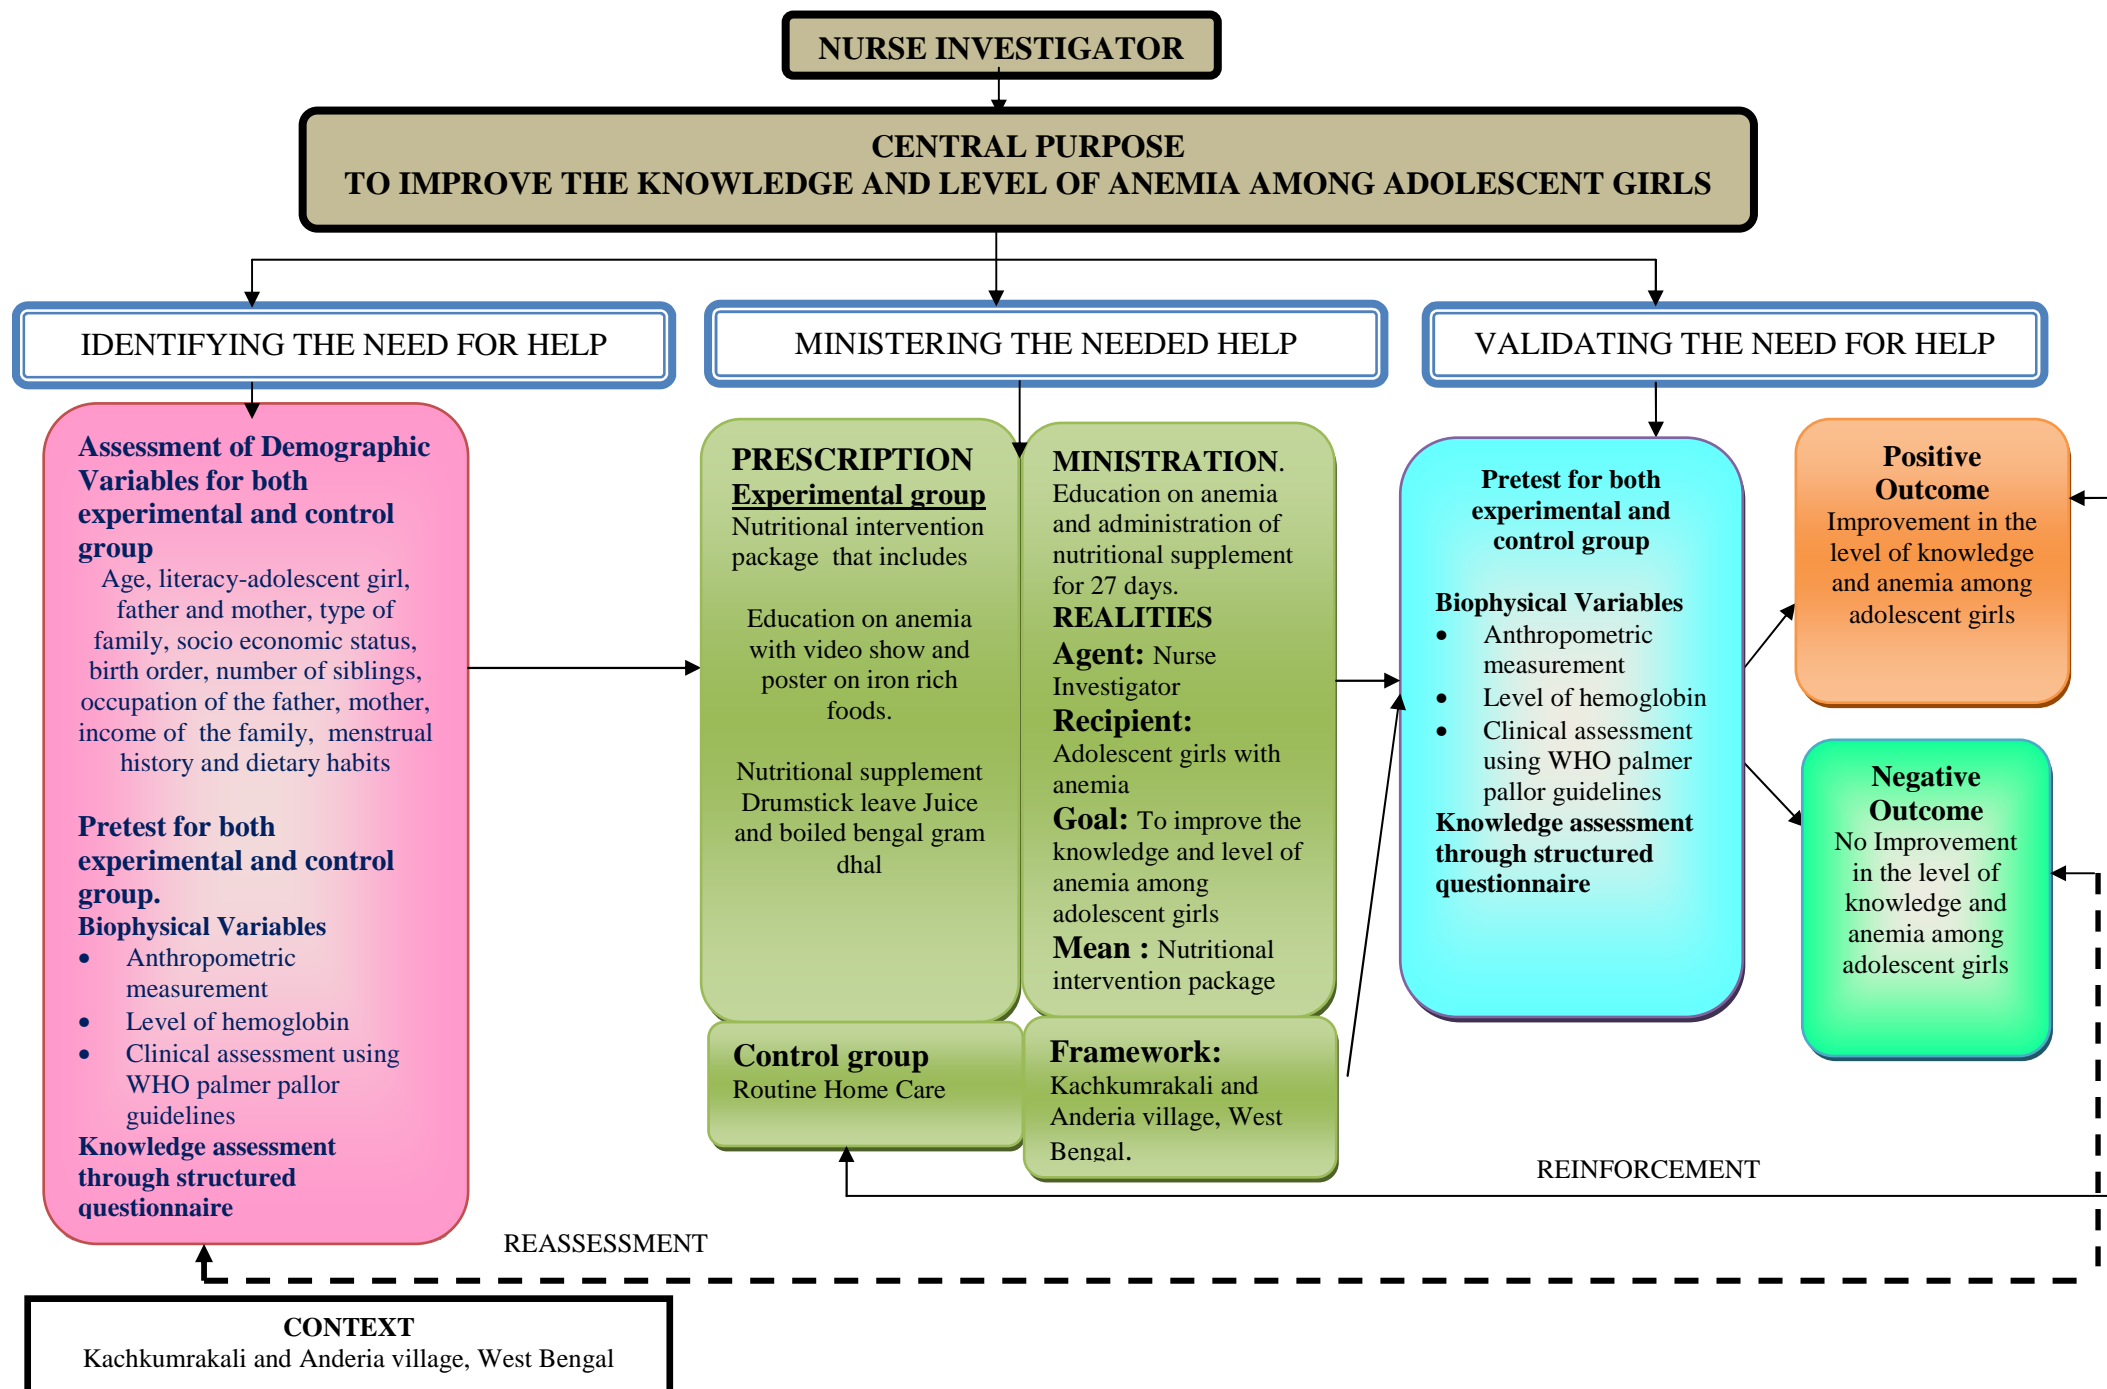 NURSE INVESTIGATOR
CENTRAL PURPOSE
TO IMPROVE THE KNOWLEDGE AND LEVEL OF ANEMIA AMONG ADOLESCENT GIRLS
IDENTIFYING THE NEED FOR HELP
MINISTERING THE NEEDED HELP
VALIDATING THE NEED FOR HELP
Assessment of Demographic
Variables for both
experimental and control
group
Age, literacy-adolescent girl,
father and mother, type of
family, socio economic status,
birth order, number of siblings,
occupation of the father, mother,
income of the family, menstrual
history and dietary habits
Pretest for both
experimental and control
group.
Biophysical Variables
• Anthropometric
measurement
• Level of hemoglobin
• Clinical assessment using
WHO palmer pallor
guidelines
Knowledge assessment
through structured
questionnaire
PRESCRIPTION
Experimental group
Nutritional intervention
package that includes
Education on anemia
with video show and
poster on iron rich
foods.
Nutritional supplement
Drumstick leave Juice
and boiled bengal gram
dhal
Control group
Routine Home Care
MINISTRATION.
Education on anemia
and administration of
nutritional supplement
for 27 days.
REALITIES
Agent: Nurse
Investigator
Recipient:
Adolescent girls with
anemia
Goal: To improve the
knowledge and level of
anemia among
adolescent girls
Mean : Nutritional
intervention package
Framework:
Kachkumrakali and
Anderia village, West
Bengal.
Pretest for both
experimental and
control group
Biophysical Variables
• Anthropometric
measurement
• Level of hemoglobin
• Clinical assessment
using WHO palmer
pallor guidelines
Knowledge assessment
through structured
questionnaire
Positive
Outcome
Improvement in the
level of knowledge
and anemia among
adolescent girls
Negative
Outcome
No Improvement
in the level of
knowledge and
anemia among
adolescent girls
REINFORCEMENT
REASSESSMENT
CONTEXT
Kachkumrakali and Anderia village, West Bengal